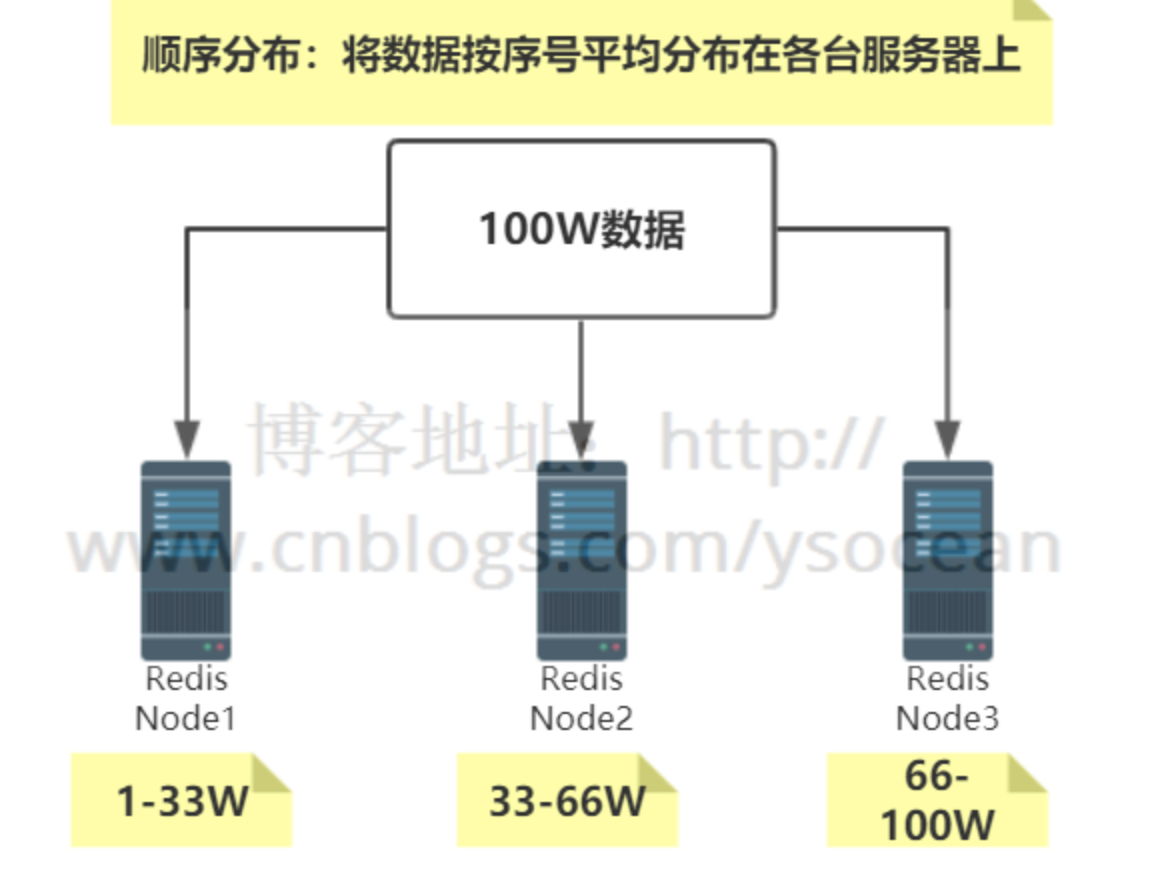 顺序分布：将数据按序号平均分布在各台服务器上
100W数据
博客地址：http://
www.cnblogs.com/ysocean
Redis
Node1
Redis
Node2
Redis
Node3
1-33W
33-66W
66-
100W